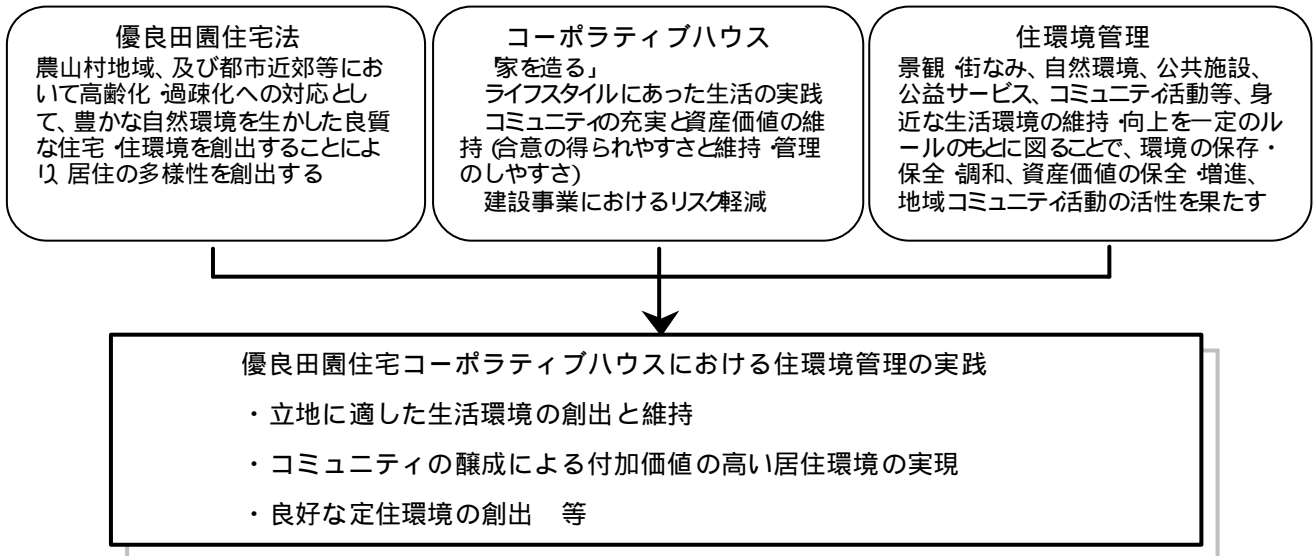 優良田園住宅法
農山村地域、及び都市近郊等にお
いて高齢化・過疎化への対応とし
て、豊かな自然環境を生かした良質
な住宅・住環境を創出することによ
り、居住の多様性を創出する
コーポラティブハウス
「家を造る」
ライフスタイルにあった生活の実践
コミュニティの充実と資産価値の維
持（合意の得られやすさと維持・管理
のしやすさ）
建設事業におけるリスク軽減
住環境管理
景観・街なみ、自然環境、公共施設、
公益サービス、コミュニティ活動等、身
近な生活環境の維持・向上を一定のル
ールのもとに図ることで、環境の保存・
保全・調和、資産価値の保全・増進、
地域コミュニティ活動の活性を果たす
優良田園住宅コーポラティブハウスにおける住環境管理の実践
・立地に適した生活環境の創出と維持
・コミュニティの醸成による付加価値の高い居住環境の実現
・良好な定住環境の創出　等